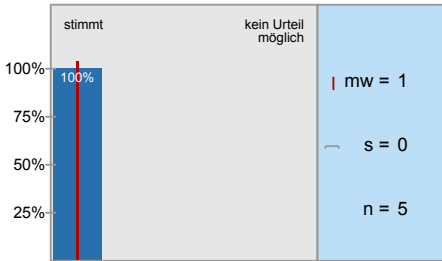 stimmt
kein Urteil
möglich
100%
100%
75%
50%
25%
mw = 1
s = 0
n = 5